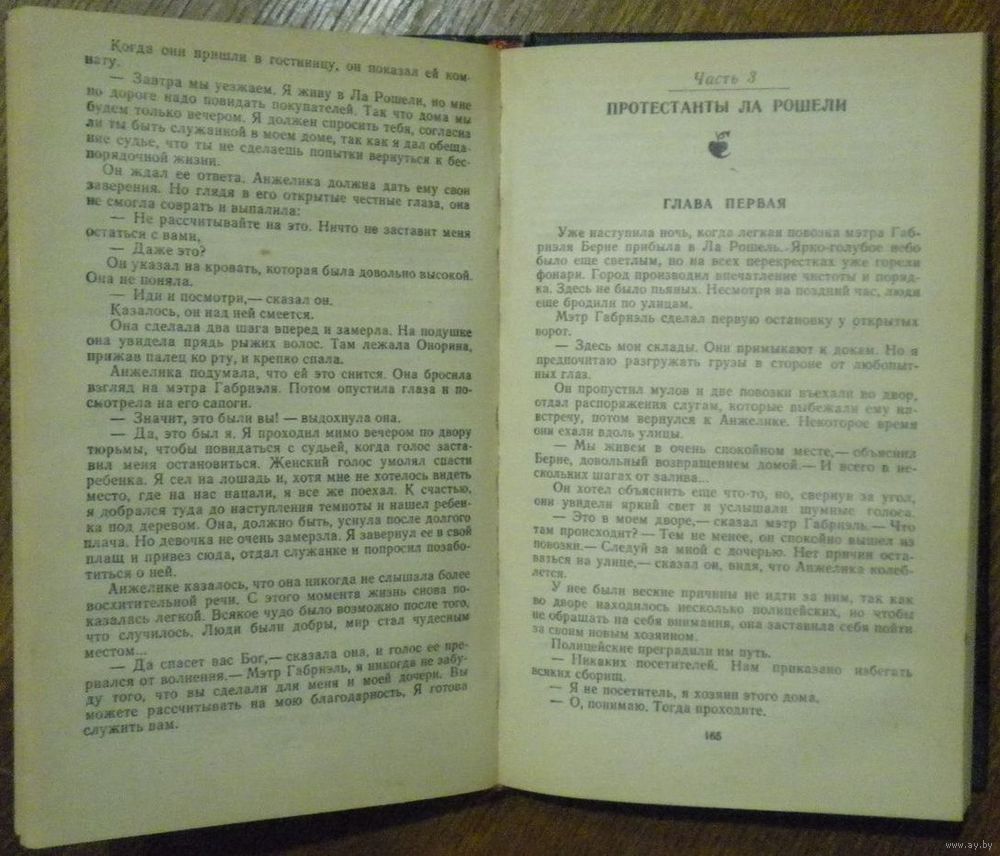 Когда они пришли в гостиницу, он показал ей ком-
нату.
— Завтра мы уезжаем. Я живу в Ла Рошели, но мне
по дороге надо повидать покупателей. Так что дома мы
будем только вечером. Я должен спросить тебя, согласна
ли ты быть служанкой в моем доме, так как я дал обеща-
ние судье, что ты не сделаешь попытки вернуться к бес-
порядочной жизни.
Он ждал ее ответа. Анжелика должна дать ему свои
заверения. Но глядя в его открытые честные глаза, она
не смогла соврать и выпалила:
— Не рассчитывайте на это. Ничто не заставит меня
остаться с вами,
— Даже это?
Он указал на кровать, которая была довольно высокой.
Она не поняла.
— Иди и посмотри,— сказал он.
Казалось, он над ней смеется.
Она сделала два шага вперед и замерла. На подушке
она увидела прядь рыжих волос. Там лежала Онорина,
прижав палец ко рту, и крепко спала.
Анжелика подумала, что ей это снится. Она бросила
взгляд на мэтра Габриэля. Потом опустила глаза и по-
смотрела на его сапоги.
— Значит, это были вы! — выдохнула она.
— Да, это был я. Я проходил мимо вечером по двору
тюрьмы, чтобы повидаться с судьей, когда голос заста-
вил меня остановиться. Женский голос умолял спасти
ребенка. Я сел на лошадь и, хотя мне не хотелось видеть
место, где на нас напали, я все же поехал. К счастью,
я добрался туда до наступления темноты и нашел ребен-
ка под деревом. Она, должно быть, уснула после долгого
плача. Но девочка не очень замерзла. Я завернул ее в свой
плащ и привез сюда, отдал служанке и попросил позабо-
титься о ней.
Анжелике казалось, что она никогда не слышала более
восхитительной речи. С этого момента жизнь снова по-
казалась легкой. Всякое чудо было возможно после того,
что случилось. Люди были добры, мир стал чудесным
местом...
— Да спасет вас Бог,— сказала она, и голос ее пре-
рвался от волнения.— Мэтр Габриэль, я никогда не забу-
ду того, что вы сделали для меня и моей дочери. Вы
можете рассчитывать на мою благодарность. Я готова
служить вам.
Часть 3
ПРОТЕСТАНТЫ ЛА РОШЕЛИ
ГЛАВА ПЕРВАЯ
Уже наступила ночь, когда легкая повозка мэтра Габ-
риэля Берне прибыла в Ла Рошель. Ярко-голубое небо
было еще светлым, но на всех перекрестках уже горели
фонари. Город производил впечатление чистоты и поряд-
ка. Здесь не было пьяных. Несмотря на поздний час, люди
еще бродили по улицам.
Мэтр Габриэль сделал первую остановку у открытых
ворот.
— Здесь мои склады. Они примыкают к докам. Но я
предпочитаю разгружать грузы в стороне от любопыт-
ных глаз.
Он пропустил мулов и две повозки въехали во двор,
отдал распоряжения слугам, которые выбежали ему на-
встречу, потом вернулся к Анжелике. Некоторое время
они ехали вдоль улицы.
— Мы живем в очень спокойном месте,— объяснил
Берне, довольный возвращением домой.— И всего в не-
скольких шагах от залива...
Он хотел объяснить еще что-то, но, свернув за угол,
они увидели яркий свет и услышали шумные голоса.
— Это в моем дворе,— сказал мэтр Габриэль.— Что
там происходит? — Тем не менее, он спокойно вышел из
повозки.— Следуй за мной с дочерью. Нет причин оста-
ваться на улице,— сказал он, видя, что Анжелика колеб-
лется.
У нее были веские причины не идти за ним, так как
во дворе находилось несколько полицейских, но чтобы
не обращать на себя внимания, она заставила себя пойти
за своим новым хозяином.
Полицейские преградили им путь.
— Никаких посетителей. Нам приказано избегать
всяких сборищ.
— Я не посетитель, я хозяин этого дома.
— О, понимаю. Тогда проходите.
165
www.ay.by